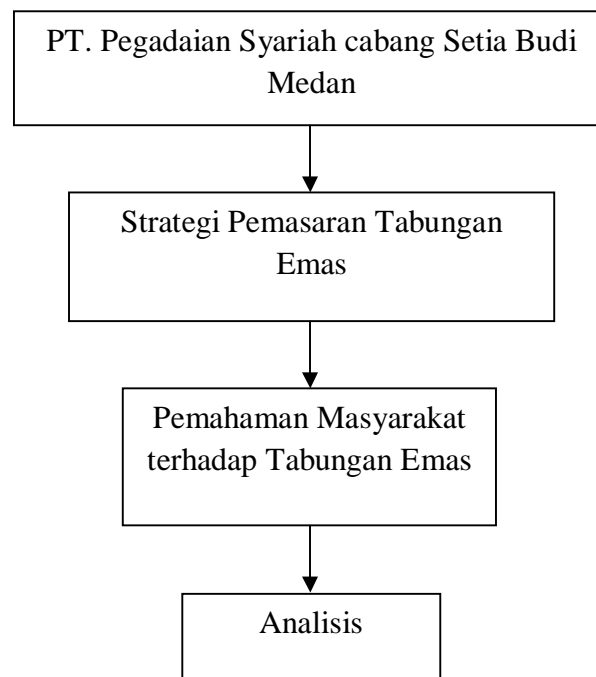 PT. Pegadaian Syariah cabang Setia Budi
Medan
Strategi Pemasaran Tabungan
Emas
Pemahaman Masyarakat
terhadap Tabungan Emas
Analisis